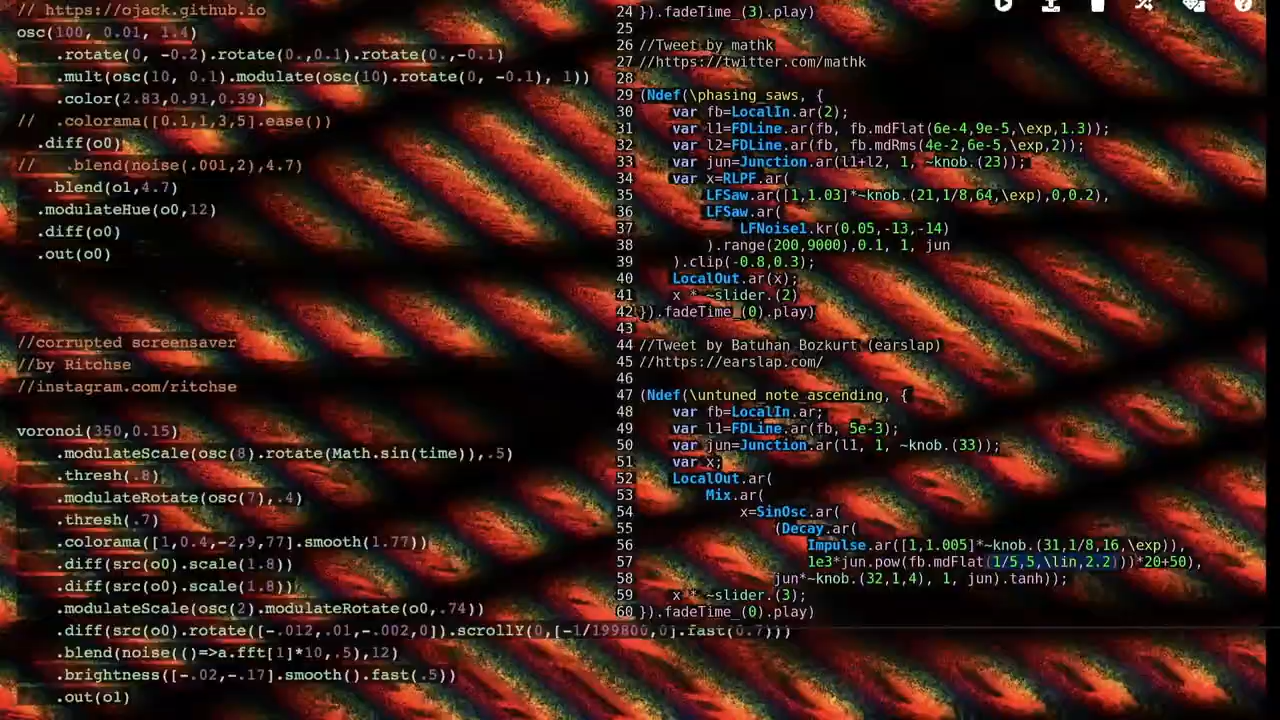 // https://ojack.github.io
osc(100, 0.01, 1.4)
.rotate(0, -0.2).rotate(0.,0.1).rotate(0.,-0.1)
.mult(osc(10, 0.1).modulate(osc(10).rotate(0, -0.1), 1))
.color(2.83,0.91,0.39)
// .colorama([0.1,1,3,5].ease())
.diff(o0)
// .blend(noise(.001,2),4.7)
.blend(o1,4.7)
.modulateHue(o0,12)
.diff(o0)
.out(o0)
//corrupted screensaver
//by Ritchse
//instagram.com/ritchse
voronoi(350,0.15)
.modulateScale(osc(8).rotate(Math.sin(time)),.5)
.thresh(.8)
.modulateRotate(osc(7),.4)
.thresh(.7)
.colorama([1,0.4,-2,9,77].smooth(1.77))
.diff(src(o0).scale(1.8))
.diff(src(o0).scale(1.8))
.modulateScale(osc(2).modulateRotate(o0,.74))
.diff(src(o0).rotate([-.012,.01,-.002,0]).scrollY(0,[-1/199800,0].fast(0.7)))
.blend(noise(()=>a.fft[1]*10,.5),12)
.brightness([-.02,-.17].smooth().fast(.5))
.out(o1)
24 }).fadeTime_(3).play)
25
26 //Tweet by mathk
27 //https://twitter.com/mathk
28
29 (Ndef(\phasing_saws, {
30 var fb=LocalIn.ar(2);
31 var l1=FDLine.ar(fb, fb.mdFlat(6e-4,9e-5,\exp,1.3));
32 var l2=FDLine.ar(fb, fb.mdRms(4e-2,6e-5,\exp,2));
33 var jun=Junction.ar(l1+l2, 1, ~knob.(23));
34 var x=RLPF.ar(
35 LFSaw.ar([1,1.03]*~knob.(21,1/8,64,\exp),0,0.2),
36 LFSaw.ar(
37 LFNoise1.kr(0.05,-13,-14)
38 ).range(200,9000),0.1, 1, jun
39 ).clip(-0.8,0.3);
40 LocalOut.ar(x);
41 x * ~slider.(2)
42 }).fadeTime_(0).play)
43
44 //Tweet by Batuhan Bozkurt (earslap)
45 //https://earslap.com/
46
47 (Ndef(\untuned_note_ascending, {
48 var fb=LocalIn.ar;
49 var l1=FDLine.ar(fb, 5e-3);
50 var jun=Junction.ar(l1, 1, ~knob.(33));
51 var x;
52 LocalOut.ar(
53 Mix.ar(
54 x=SinOsc.ar(
55 (Decay.ar(
56 Impulse.ar([1,1.005]*~knob.(31,1/8,16,\exp)),
57 1e3*jun.pow(fb.mdFlat(1/5,5,\lin,2.2)))*20+50),
58 jun*~knob.(32,1,4), 1, jun).tanh));
59 x * ~slider.(3);
60 }).fadeTime_(0).play)